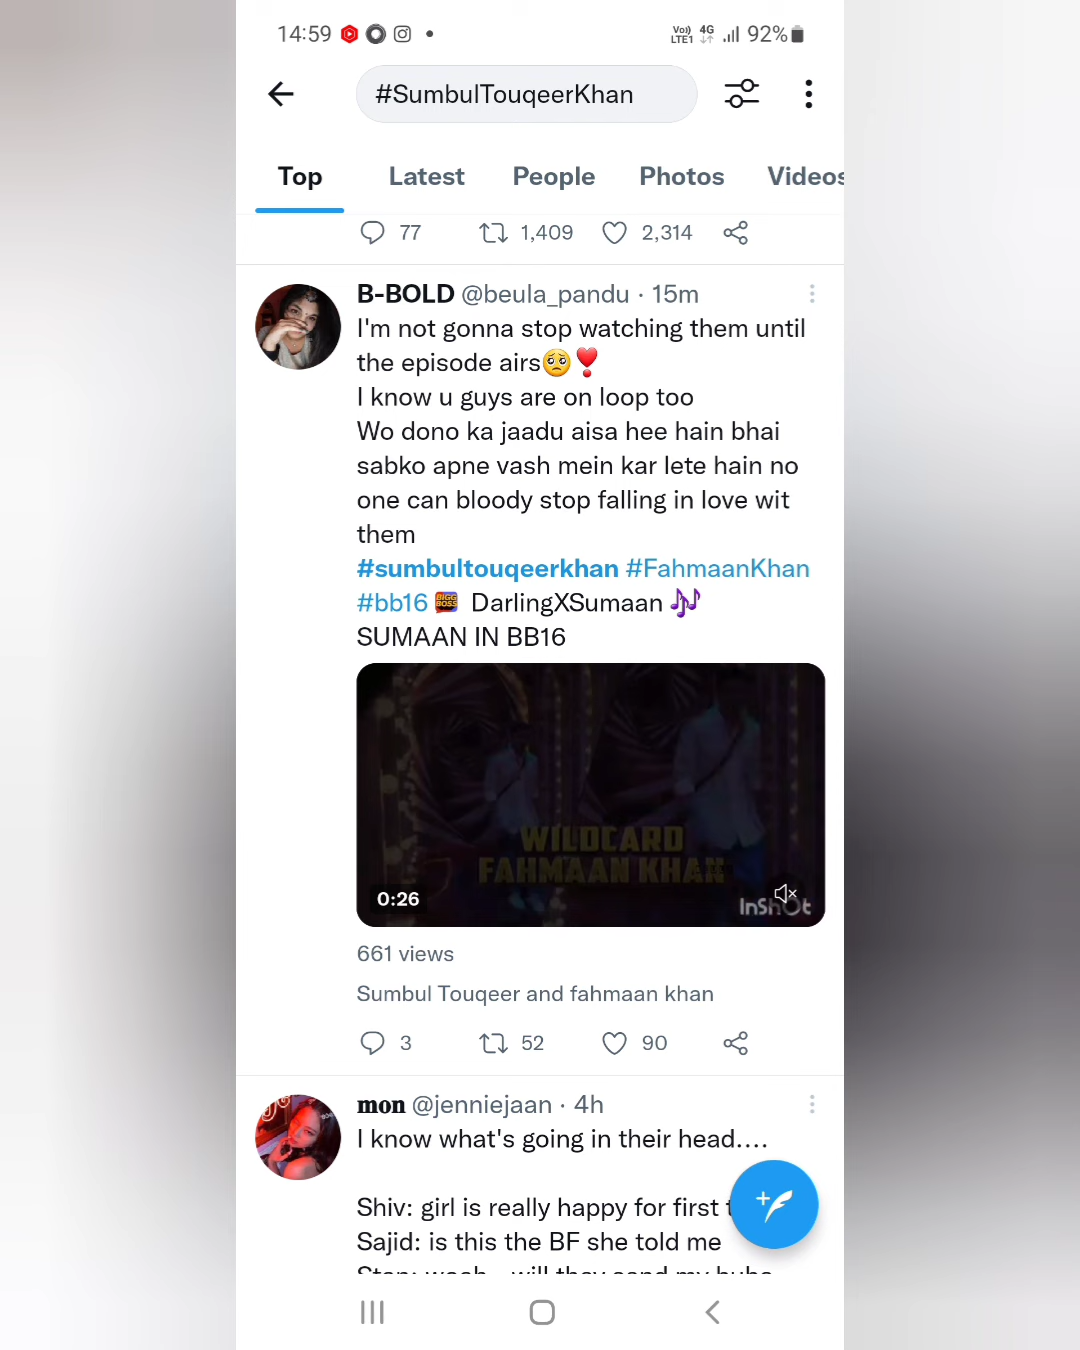 14:59 Vo)) LTE1 4G 92%
#SumbulTouqeerKhan
Top Latest People Photos Videos
77 1,409 2,314
B-BOLD @beula_pandu · 15m
I'm not gonna stop watching them until
the episode airs🥺❣️
I know u guys are on loop too
Wo dono ka jaadu aisa hee hain bhai
sabko apne vash mein kar lete hain no
one can bloody stop falling in love wit
them
#sumbultouqeerkhan #FahmaanKhan
#bb16 BIGG BOSS DarlingXSumaan 🎶
SUMAAN IN BB16
WILDCARD
FAHMAAN KHAN
0:26
InShOt
661 views
Sumbul Touqeer and fahmaan khan
3 52 90
mon @jenniejaan · 4h
I know what's going in their head....
Shiv: girl is really happy for first
Sajid: is this the BF she told me